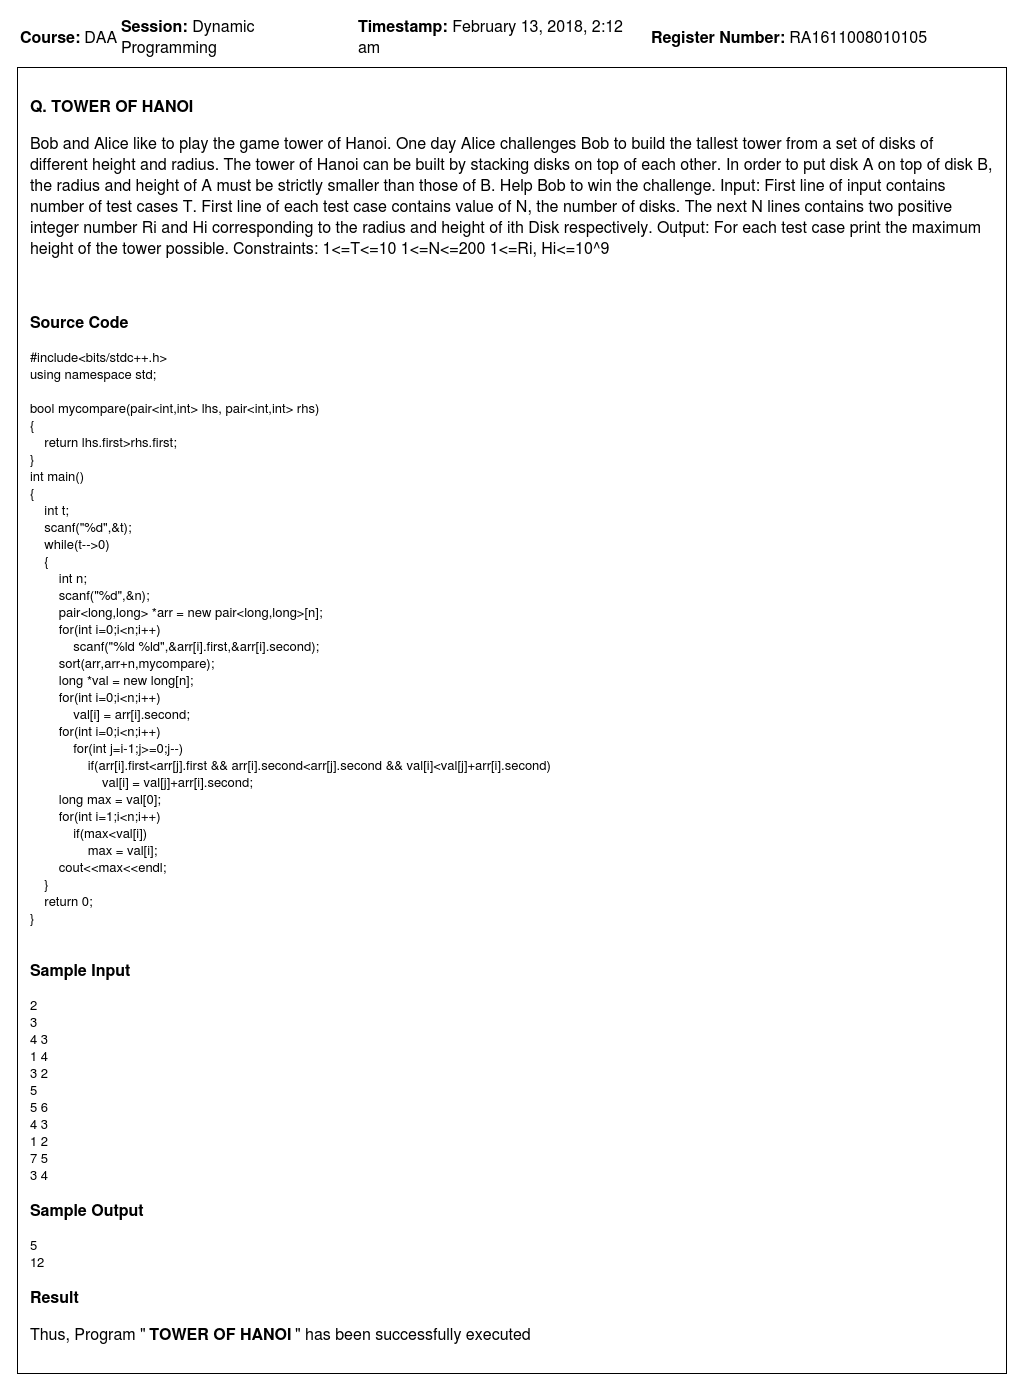 Course: DAA Session: Dynamic Programming Timestamp: February 13, 2018, 2:12 am Register Number: RA1611008010105
Q. TOWER OF HANOI
Bob and Alice like to play the game tower of Hanoi. One day Alice challenges Bob to build the tallest tower from a set of disks of
different height and radius. The tower of Hanoi can be built by stacking disks on top of each other. In order to put disk A on top of disk B,
the radius and height of A must be strictly smaller than those of B. Help Bob to win the challenge. Input: First line of input contains
number of test cases T. First line of each test case contains value of N, the number of disks. The next N lines contains two positive
integer number Ri and Hi corresponding to the radius and height of ith Disk respectively. Output: For each test case print the maximum
height of the tower possible. Constraints: 1<=T<=10 1<=N<=200 1<=Ri, Hi<=10^9
Source Code
#include<bits/stdc++.h>
using namespace std;
bool mycompare(pair<int,int> lhs, pair<int,int> rhs)
{
    return lhs.first>rhs.first;
}
int main()
{
    int t;
    scanf("%d",&t);
    while(t-->0)
    {
        int n;
        scanf("%d",&n);
        pair<long,long> *arr = new pair<long,long>[n];
        for(int i=0;i<n;i++)
            scanf("%ld %ld",&arr[i].first,&arr[i].second);
        sort(arr,arr+n,mycompare);
        long *val = new long[n];
        for(int i=0;i<n;i++)
            val[i] = arr[i].second;
        for(int i=0;i<n;i++)
            for(int j=i-1;j>=0;j--)
                if(arr[i].first<arr[j].first && arr[i].second<arr[j].second && val[i]<val[j]+arr[i].second)
                    val[i] = val[j]+arr[i].second;
        long max = val[0];
        for(int i=1;i<n;i++)
            if(max<val[i])
                max = val[i];
        cout<<max<<endl;
    }
    return 0;
}
Sample Input
2
3
4 3
1 4
3 2
5
5 6
4 3
1 2
7 5
3 4
Sample Output
5
12
Result
Thus, Program " TOWER OF HANOI " has been successfully executed